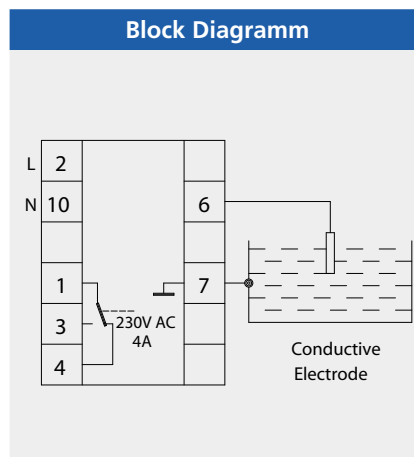 Block Diagramm
L 2
N 10 6
1 7
3 230V AC
4A
4
Conductive
Electrode